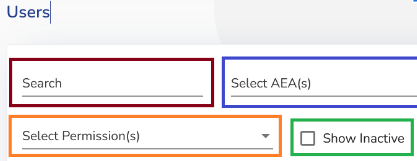 Users
Search
Select AEA(s)
Select Permission(s)
Show Inactive